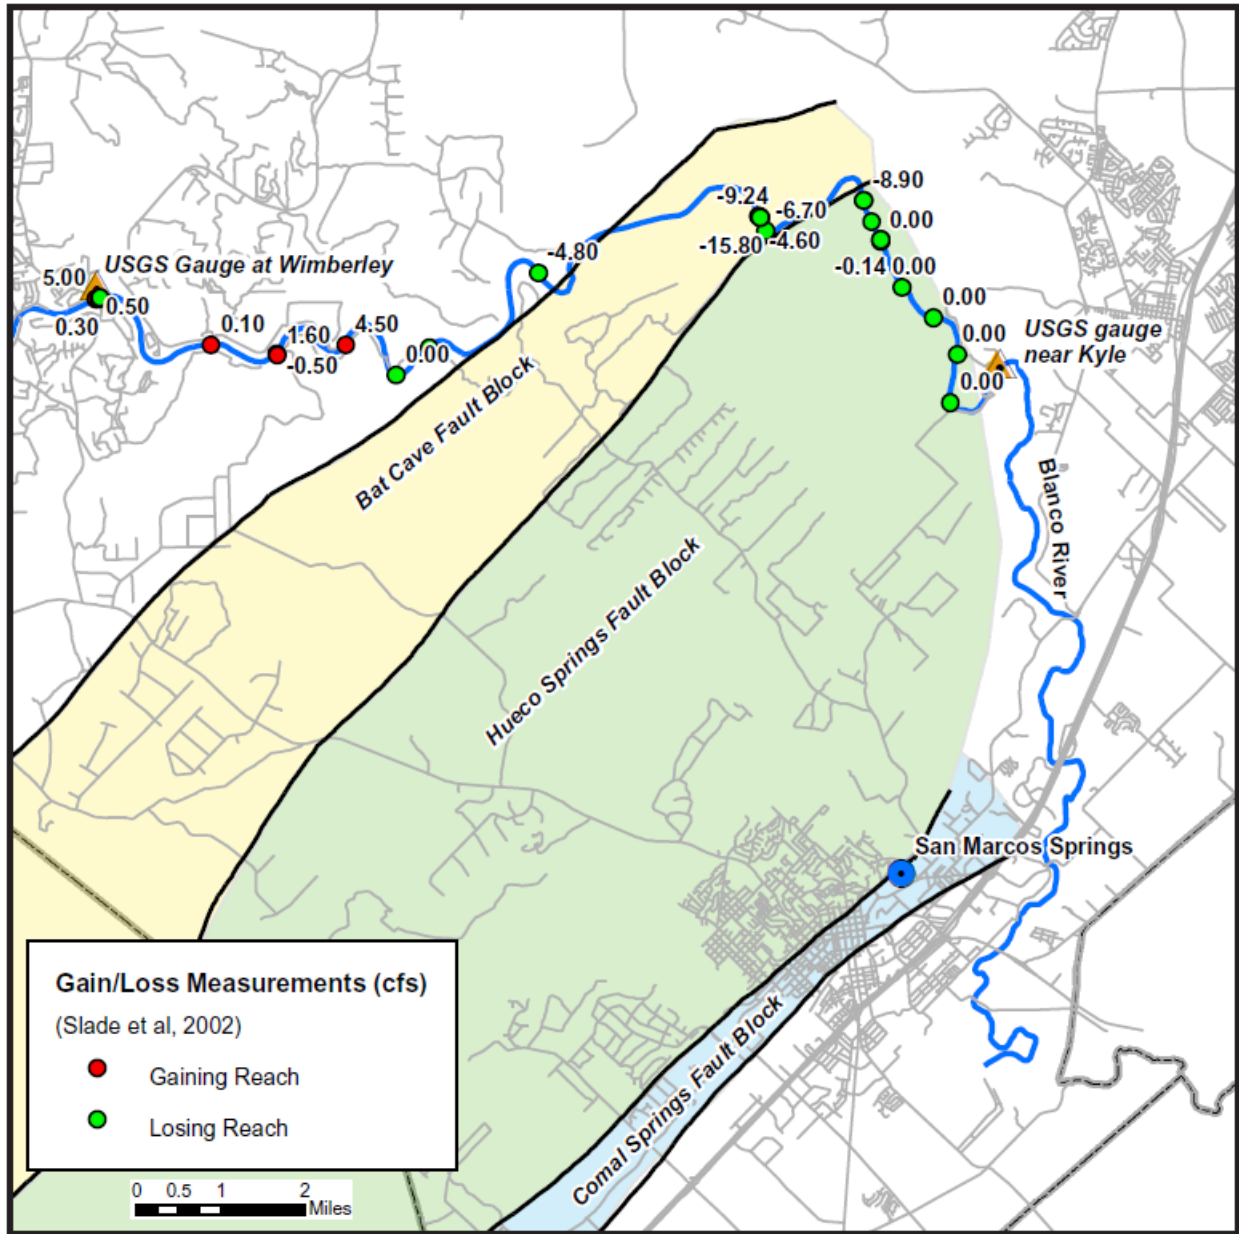 -8.90
-9.24
-6.70
0.00
-15.80
-4.60
-4.80
USGS Gauge at Wimberley
5.00
-0.14
0.00
0.50
0.00
0.30
0.10
1.60
4.50
0.00
USGS gauge
near Kyle
-0.50
0.00
0.00
Bat Cave Fault Block
Blanco River
Hueco Springs Fault Block
San Marcos Springs
Comal Springs Fault Block
Gain/Loss Measurements (cfs)
(Slade et al, 2002)
Gaining Reach
Losing Reach
0 0.5 1 2
Miles